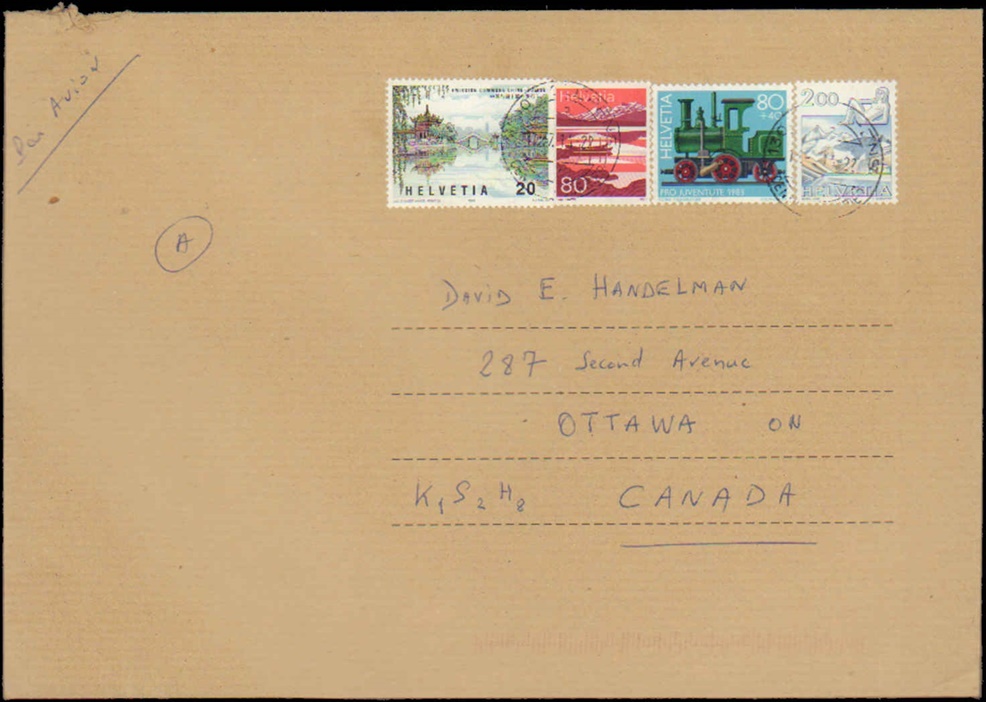 Par Avion
HELVETIA 20
Helvetia
80
HELVETIA
80
+40
PRO JUVENTUTE 1983
2.00
HELVETIA
A
DAVID E. HANDELMAN
287 Second Avenue
OTTAWA ON
K1S2H8 CANADA